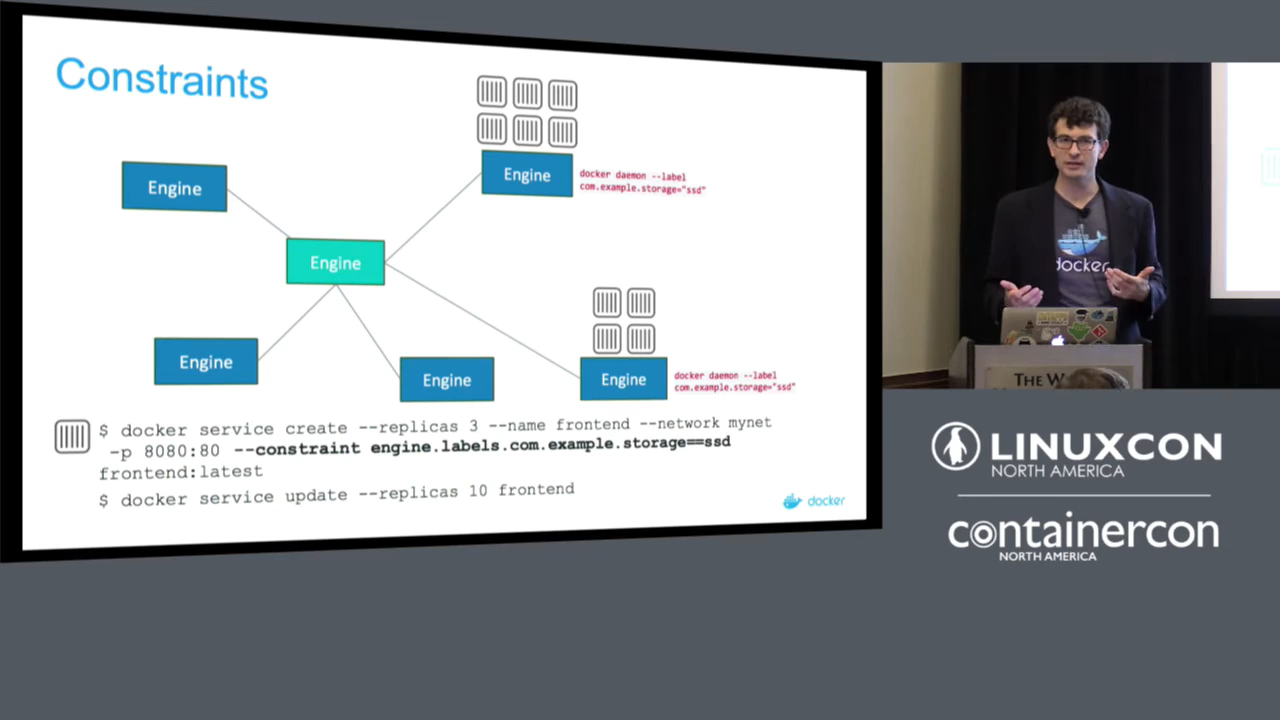 Constraints
Engine
Engine
docker daemon --label
com.example.storage="ssd"
Engine
Engine
Engine
Engine
docker daemon --label
com.example.storage="ssd"
$ docker service create --replicas 3 --name frontend --network mynet
-p 8080:80 --constraint engine.labels.com.example.storage==ssd
frontend:latest
$ docker service update --replicas 10 frontend
docker
docker
THE W
LINUXCON
NORTH AMERICA
containercon
NORTH AMERICA